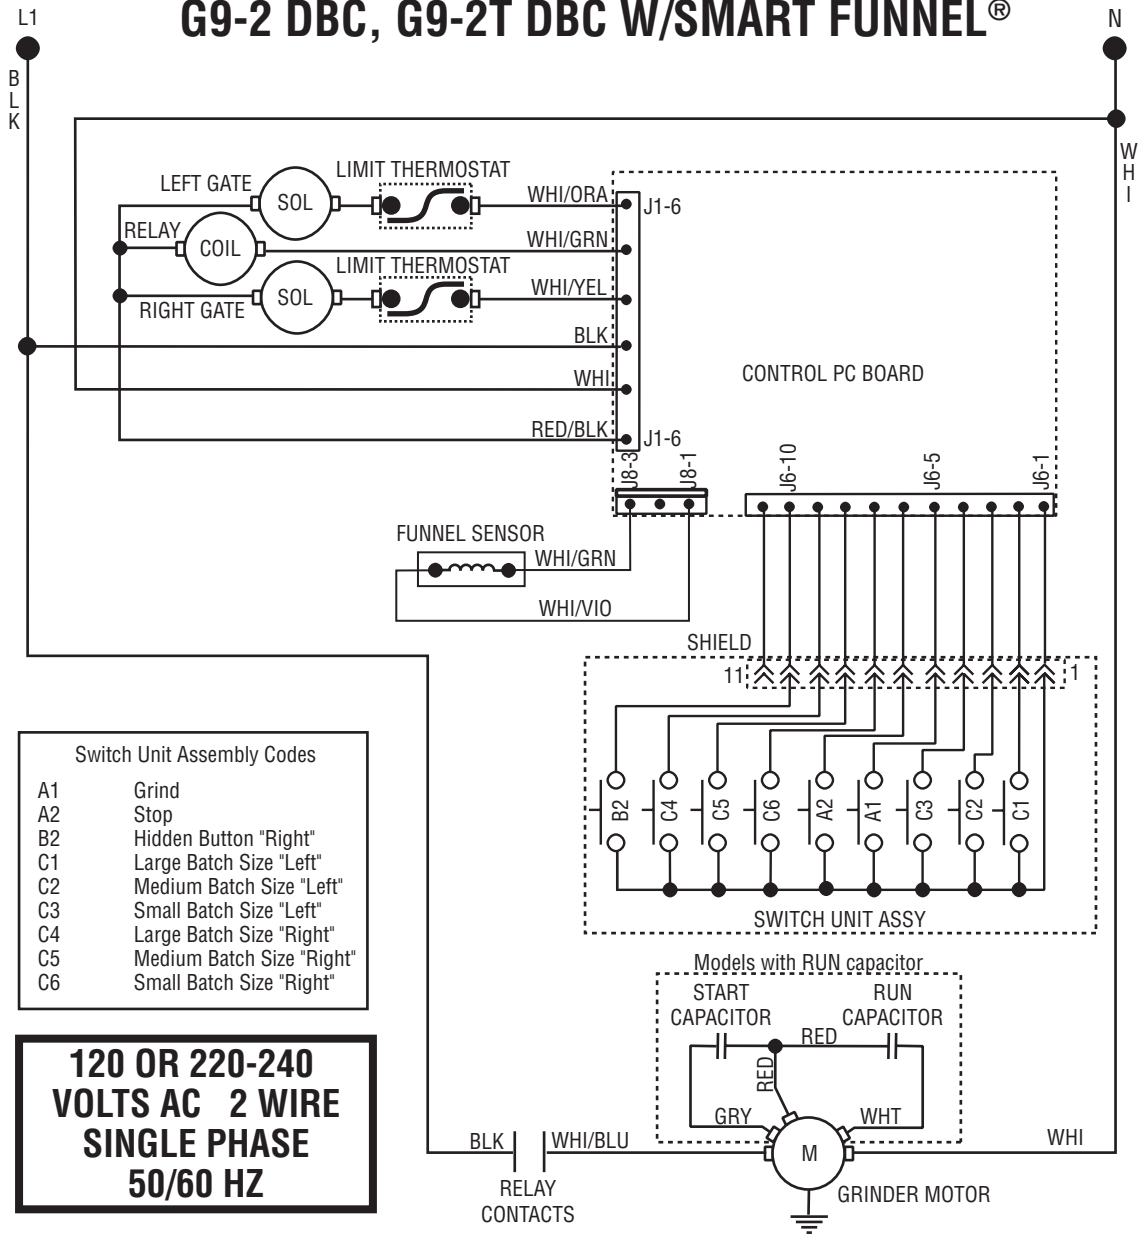 G9-2 DBC, G9-2T DBC W/SMART FUNNEL®
L1
N
BLK
WHI
LEFT GATE
SOL
LIMIT THERMOSTAT
WHI/ORA
J1-6
RELAY
COIL
WHI/GRN
LIMIT THERMOSTAT
RIGHT GATE
SOL
WHI/YEL
BLK
WHI
CONTROL PC BOARD
RED/BLK
J1-6
J8-3
J8-1
J6-10
J6-5
J6-1
FUNNEL SENSOR
WHI/GRN
WHI/VIO
SHIELD
11
1
B2
C4
C5
C6
A2
A1
C3
C2
C1
SWITCH UNIT ASSY
Switch Unit Assembly Codes
A1 Grind
A2 Stop
B2 Hidden Button "Right"
C1 Large Batch Size "Left"
C2 Medium Batch Size "Left"
C3 Small Batch Size "Left"
C4 Large Batch Size "Right"
C5 Medium Batch Size "Right"
C6 Small Batch Size "Right"
120 OR 220-240
VOLTS AC 2 WIRE
SINGLE PHASE
50/60 HZ
Models with RUN capacitor
START
CAPACITOR
RUN
CAPACITOR
RED
RED
GRY
WHT
BLK
WHI/BLU
M
WHI
RELAY
CONTACTS
GRINDER MOTOR